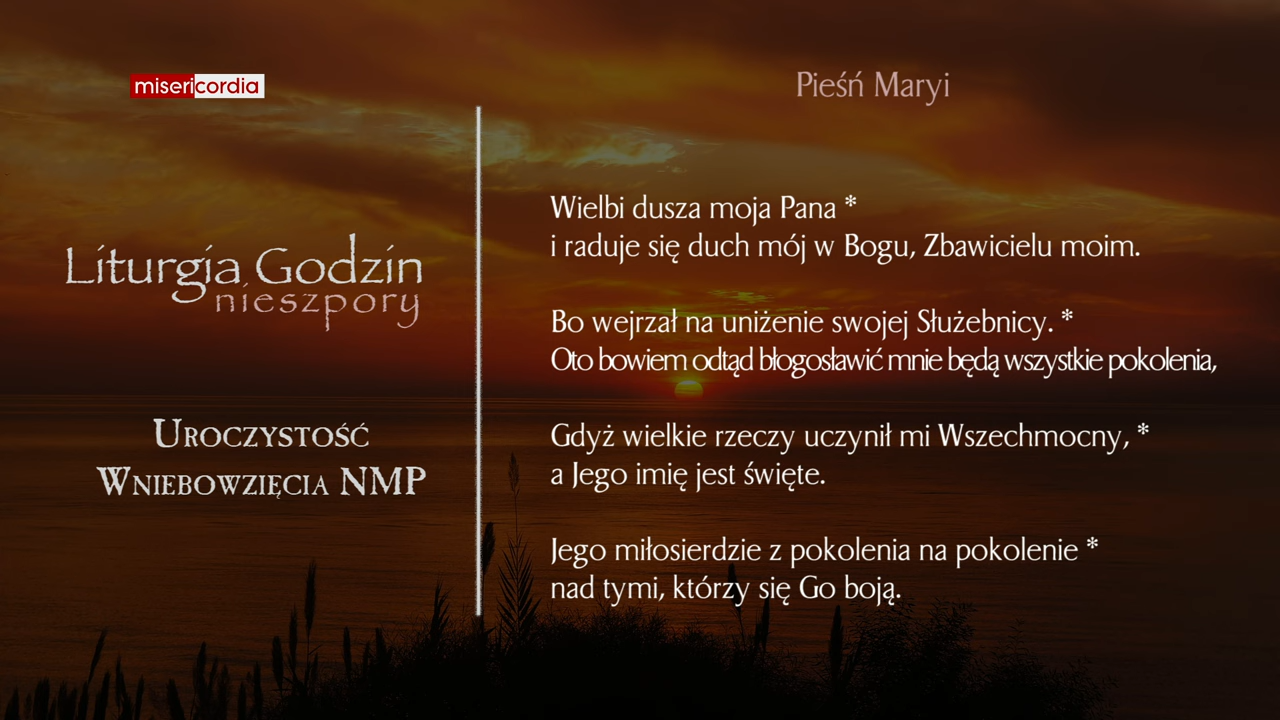 misericordia
Liturgia Godzin
nieszpory
Uroczystość
Wniebowzięcia NMP
Pieśń Maryi
Wielbi dusza moja Pana *
i raduje się duch mój w Bogu, Zbawicielu moim.
Bo wejrzał na uniżenie swojej Służebnicy. *
Oto bowiem odtąd błogosławić mnie będą wszystkie pokolenia,
Gdyż wielkie rzeczy uczynił mi Wszechmocny, *
a Jego imię jest święte.
Jego miłosierdzie z pokolenia na pokolenie *
nad tymi, którzy się Go boją.